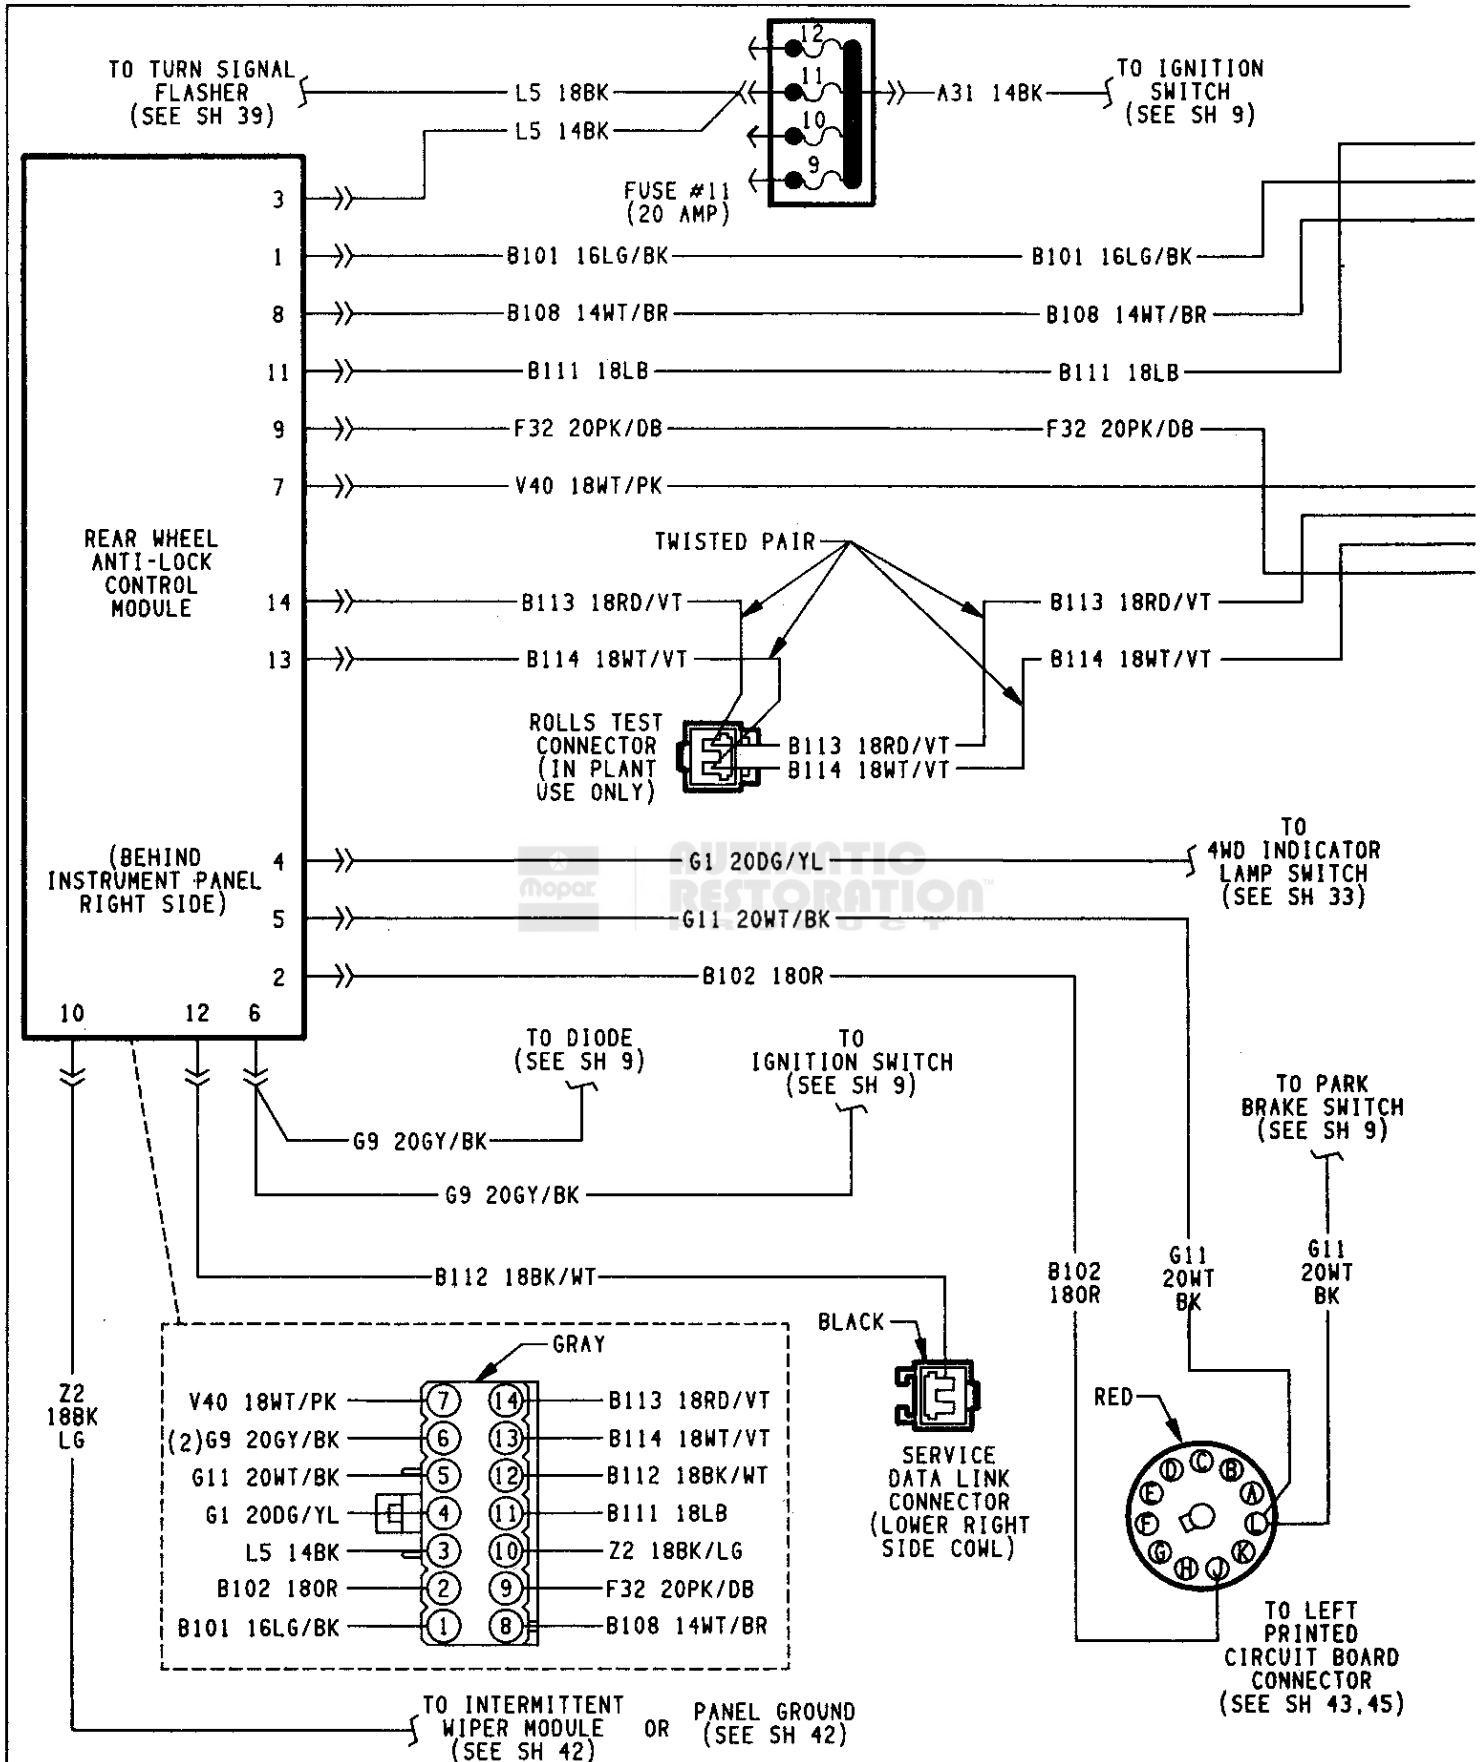 TO TURN SIGNAL
FLASHER
(SEE SH 39)
L5 18BK
L5 14BK
12
11
10
9
FUSE #11
(20 AMP)
A31 14BK
TO IGNITION
SWITCH
(SEE SH 9)
3
1
B101 16LG/BK
B101 16LG/BK
8
B108 14WT/BR
B108 14WT/BR
11
B111 18LB
B111 18LB
9
F32 20PK/DB
F32 20PK/DB
7
V40 18WT/PK
REAR WHEEL
ANTI-LOCK
CONTROL
MODULE
TWISTED PAIR
14
B113 18RD/VT
B113 18RD/VT
13
B114 18WT/VT
B114 18WT/VT
ROLLS TEST
CONNECTOR
(IN PLANT
USE ONLY)
B113 18RD/VT
B114 18WT/VT
(BEHIND
INSTRUMENT PANEL
RIGHT SIDE)
4
G1 20DG/YL
TO
4WD INDICATOR
LAMP SWITCH
(SEE SH 33)
Mopar
AUTHENTIC
RESTORATION™
PRODUCT
5
G11 20WT/BK
2
B102 18OR
10
12
6
TO DIODE
(SEE SH 9)
TO
IGNITION SWITCH
(SEE SH 9)
TO PARK
BRAKE SWITCH
(SEE SH 9)
G9 20GY/BK
G9 20GY/BK
B112 18BK/WT
B102
18OR
G11
20WT
BK
G11
20WT
BK
Z2
18BK
LG
GRAY
V40 18WT/PK 7 14 B113 18RD/VT
(2)G9 20GY/BK 6 13 B114 18WT/VT
G11 20WT/BK 5 12 B112 18BK/WT
G1 20DG/YL 4 11 B111 18LB
L5 14BK 3 10 Z2 18BK/LG
B102 18OR 2 9 F32 20PK/DB
B101 16LG/BK 1 8 B108 14WT/BR
BLACK
SERVICE
DATA LINK
CONNECTOR
(LOWER RIGHT
SIDE COWL)
RED
C
B
A
L
K
J
H
G
F
E
D
TO LEFT
PRINTED
CIRCUIT BOARD
CONNECTOR
(SEE SH 43,45)
TO INTERMITTENT
WIPER MODULE
(SEE SH 42)
OR
PANEL GROUND
(SEE SH 42)